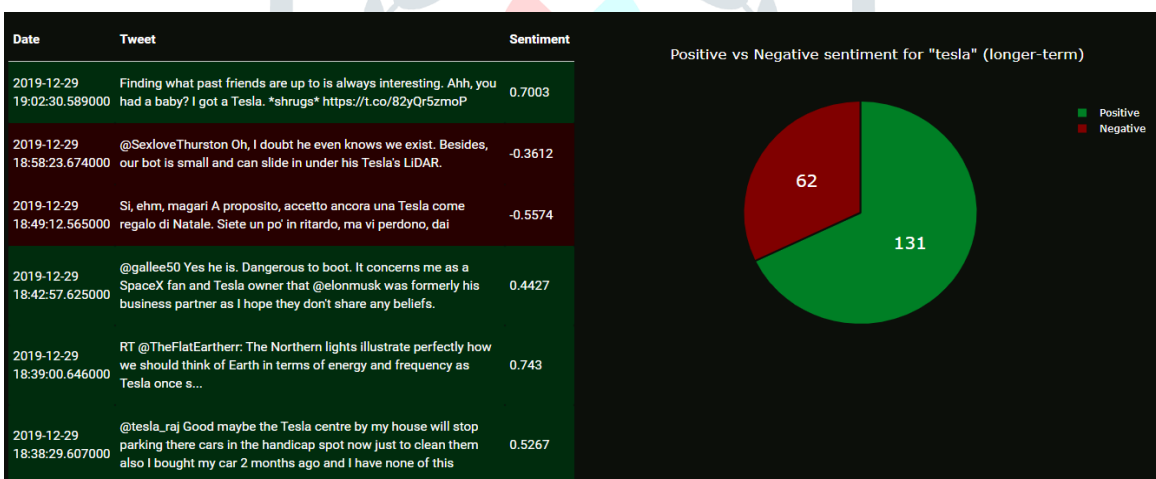 Date Tweet Sentiment
2019-12-29
19:02:30.589000
Finding what past friends are up to is always interesting. Ahh, you
had a baby? I got a Tesla. *shrugs* https://t.co/82yQr5zmoP
0.7003
2019-12-29
18:58:23.674000
@SexloveThurston Oh, I doubt he even knows we exist. Besides,
our bot is small and can slide in under his Tesla's LiDAR.
-0.3612
2019-12-29
18:49:12.565000
Si, ehm, magari A proposito, accetto ancora una Tesla come
regalo di Natale. Siete un po' in ritardo, ma vi perdono, dai
-0.5574
2019-12-29
18:42:57.625000
@gallee50 Yes he is. Dangerous to boot. It concerns me as a
SpaceX fan and Tesla owner that @elonmusk was formerly his
business partner as I hope they don't share any beliefs.
0.4427
2019-12-29
18:39:00.646000
RT @TheFlatEartherr: The Northern lights illustrate perfectly how
we should think of Earth in terms of energy and frequency as
Tesla once s...
0.743
2019-12-29
18:38:29.607000
@tesla_raj Good maybe the Tesla centre by my house will stop
parking there cars in the handicap spot now just to clean them
also I bought my car 2 months ago and I have none of this
0.5267
Positive vs Negative sentiment for "tesla" (longer-term)
Positive
Negative
62
131